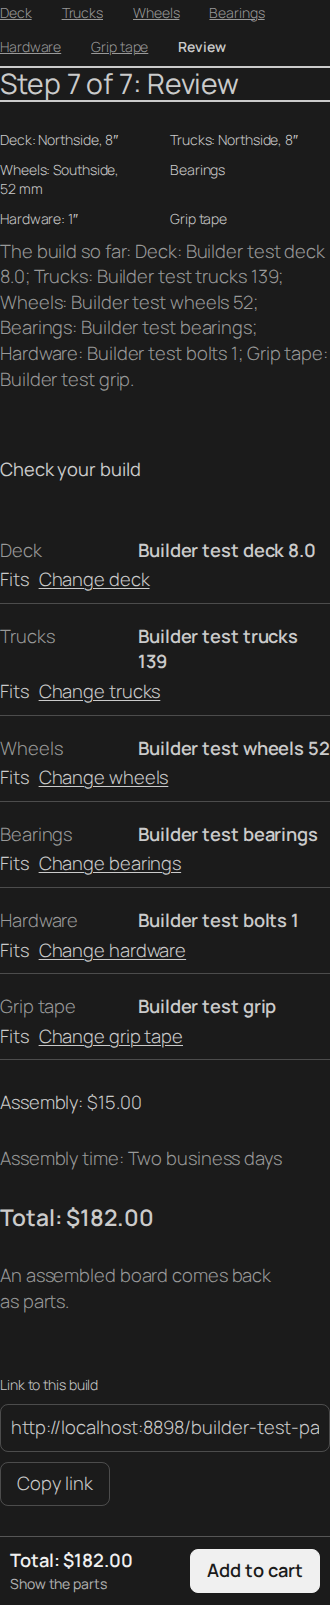 Deck Trucks Wheels Bearings
Hardware Grip tape Review
Step 7 of 7: Review
Deck: Northside, 8″ Trucks: Northside, 8″
Wheels: Southside, Bearings
52 mm
Hardware: 1″ Grip tape
The build so far: Deck: Builder test deck
8.0; Trucks: Builder test trucks 139;
Wheels: Builder test wheels 52;
Bearings: Builder test bearings;
Hardware: Builder test bolts 1; Grip tape:
Builder test grip.
Check your build
Deck Builder test deck 8.0
Fits Change deck
Trucks Builder test trucks
139
Fits Change trucks
Wheels Builder test wheels 52
Fits Change wheels
Bearings Builder test bearings
Fits Change bearings
Hardware Builder test bolts 1
Fits Change hardware
Grip tape Builder test grip
Fits Change grip tape
Assembly: $15.00
Assembly time: Two business days
Total: $182.00
An assembled board comes back
as parts.
Link to this build
http://localhost:8898/builder-test-pa
Copy link
Total: $182.00 Add to cart
Show the parts